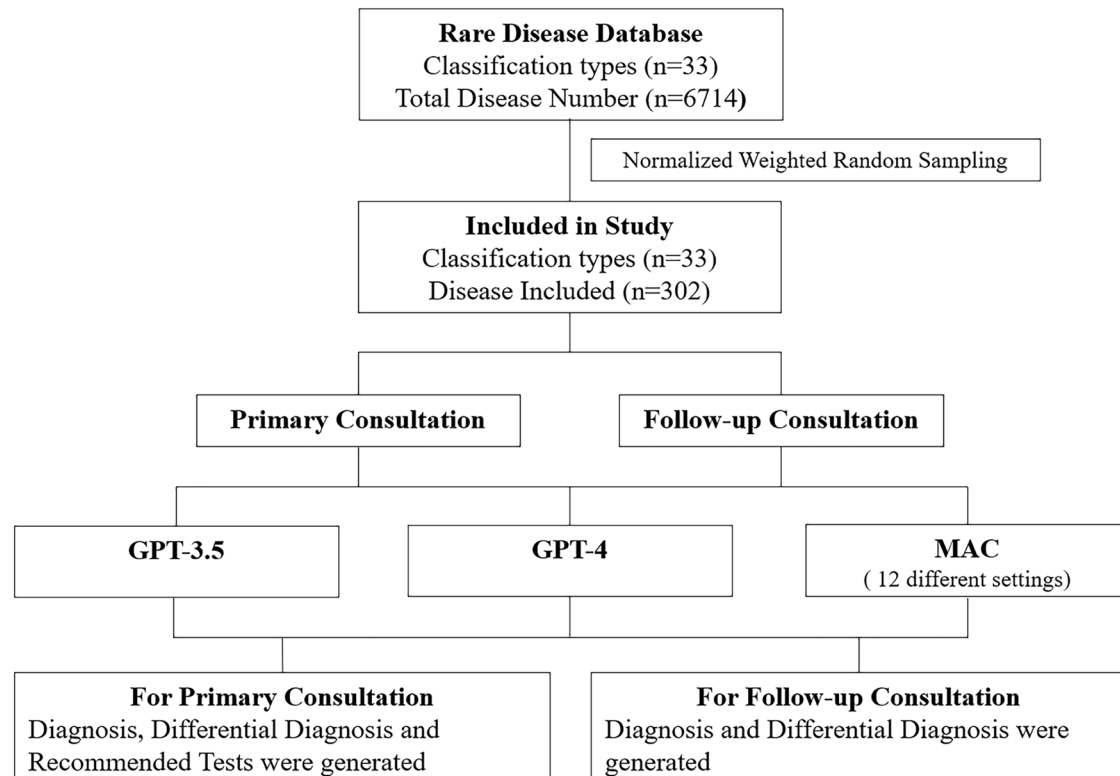 Rare Disease Database
Classification types (n=33)
Total Disease Number (n=6714)
Normalized Weighted Random Sampling
Included in Study
Classification types (n=33)
Disease Included (n=302)
Primary Consultation
Follow-up Consultation
GPT-3.5
GPT-4
MAC
( 12 different settings)
For Primary Consultation
Diagnosis, Differential Diagnosis and
Recommended Tests were generated
For Follow-up Consultation
Diagnosis and Differential Diagnosis were
generated